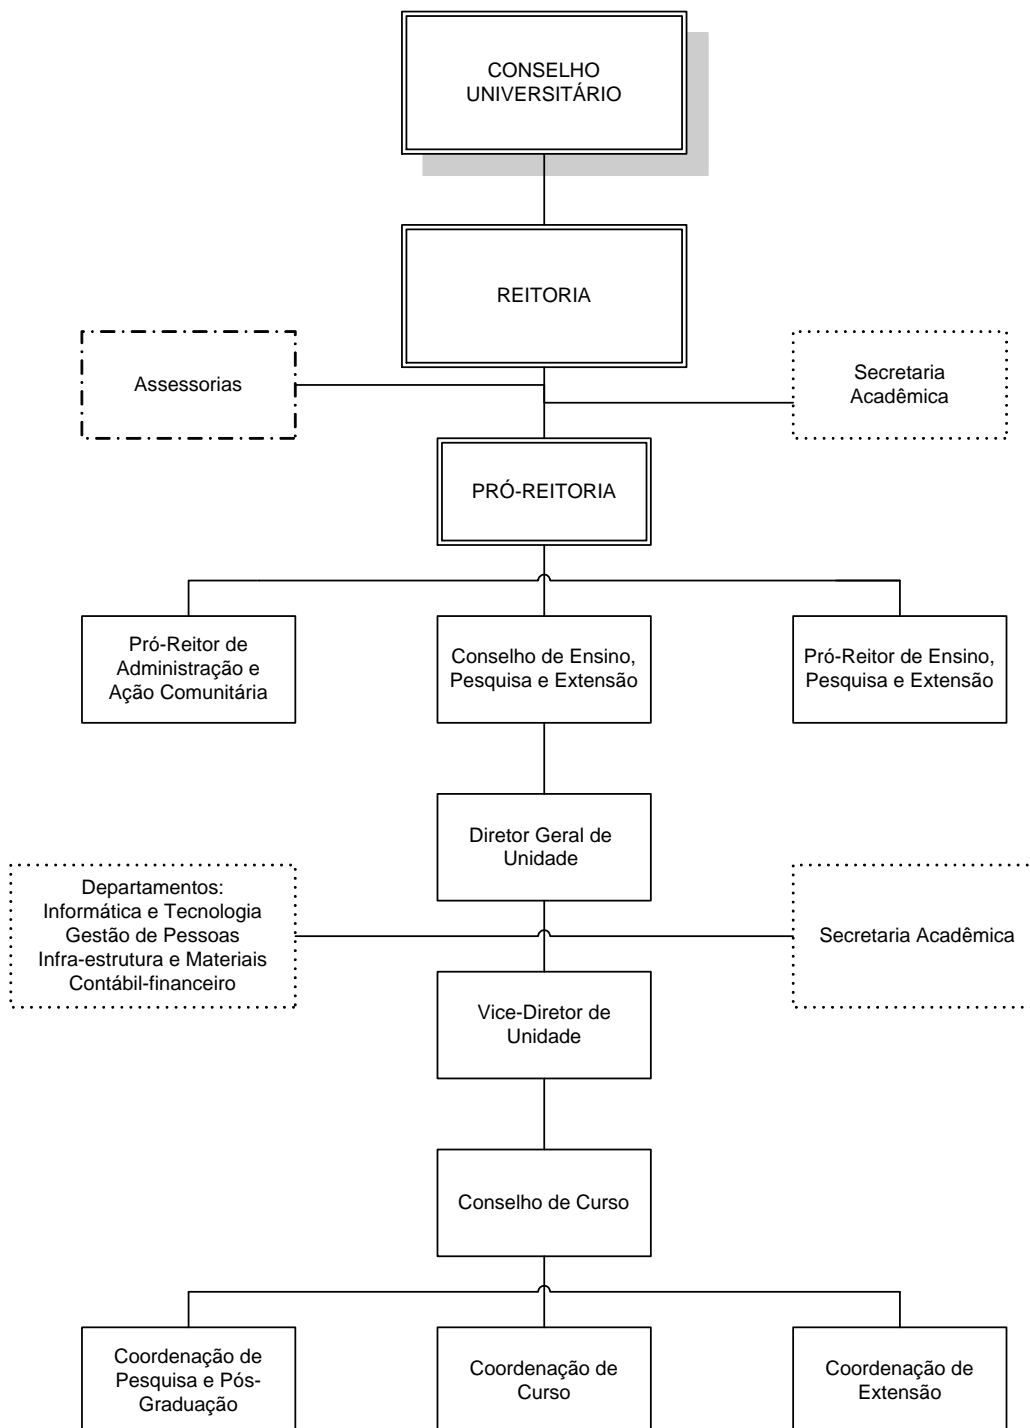 CONSELHO
UNIVERSITÁRIO
REITORIA
Assessorias
Secretaria
Acadêmica
PRÓ-REITORIA
Pró-Reitor de
Administração e
Ação Comunitária
Conselho de Ensino,
Pesquisa e Extensão
Pró-Reitor de Ensino,
Pesquisa e Extensão
Diretor Geral de
Unidade
Departamentos:
Informática e Tecnologia
Gestão de Pessoas
Infra-estrutura e Materiais
Contábil-financeiro
Secretaria Acadêmica
Vice-Diretor de
Unidade
Conselho de Curso
Coordenação de
Pesquisa e Pós-
Graduação
Coordenação de
Curso
Coordenação de
Extensão